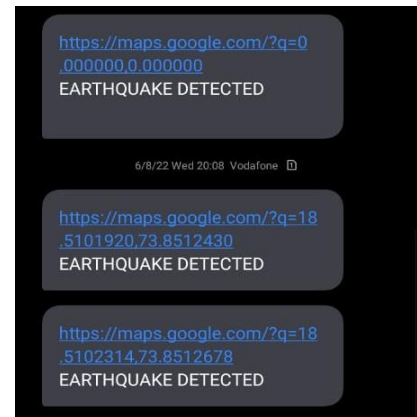 https://maps.google.com/?q=0
.000000,0.000000
EARTHQUAKE DETECTED
6/8/22 Wed 20:08 Vodafone 1
https://maps.google.com/?q=18
.5101920,73.8512430
EARTHQUAKE DETECTED
https://maps.google.com/?q=18
.5102314,73.8512678
EARTHQUAKE DETECTED